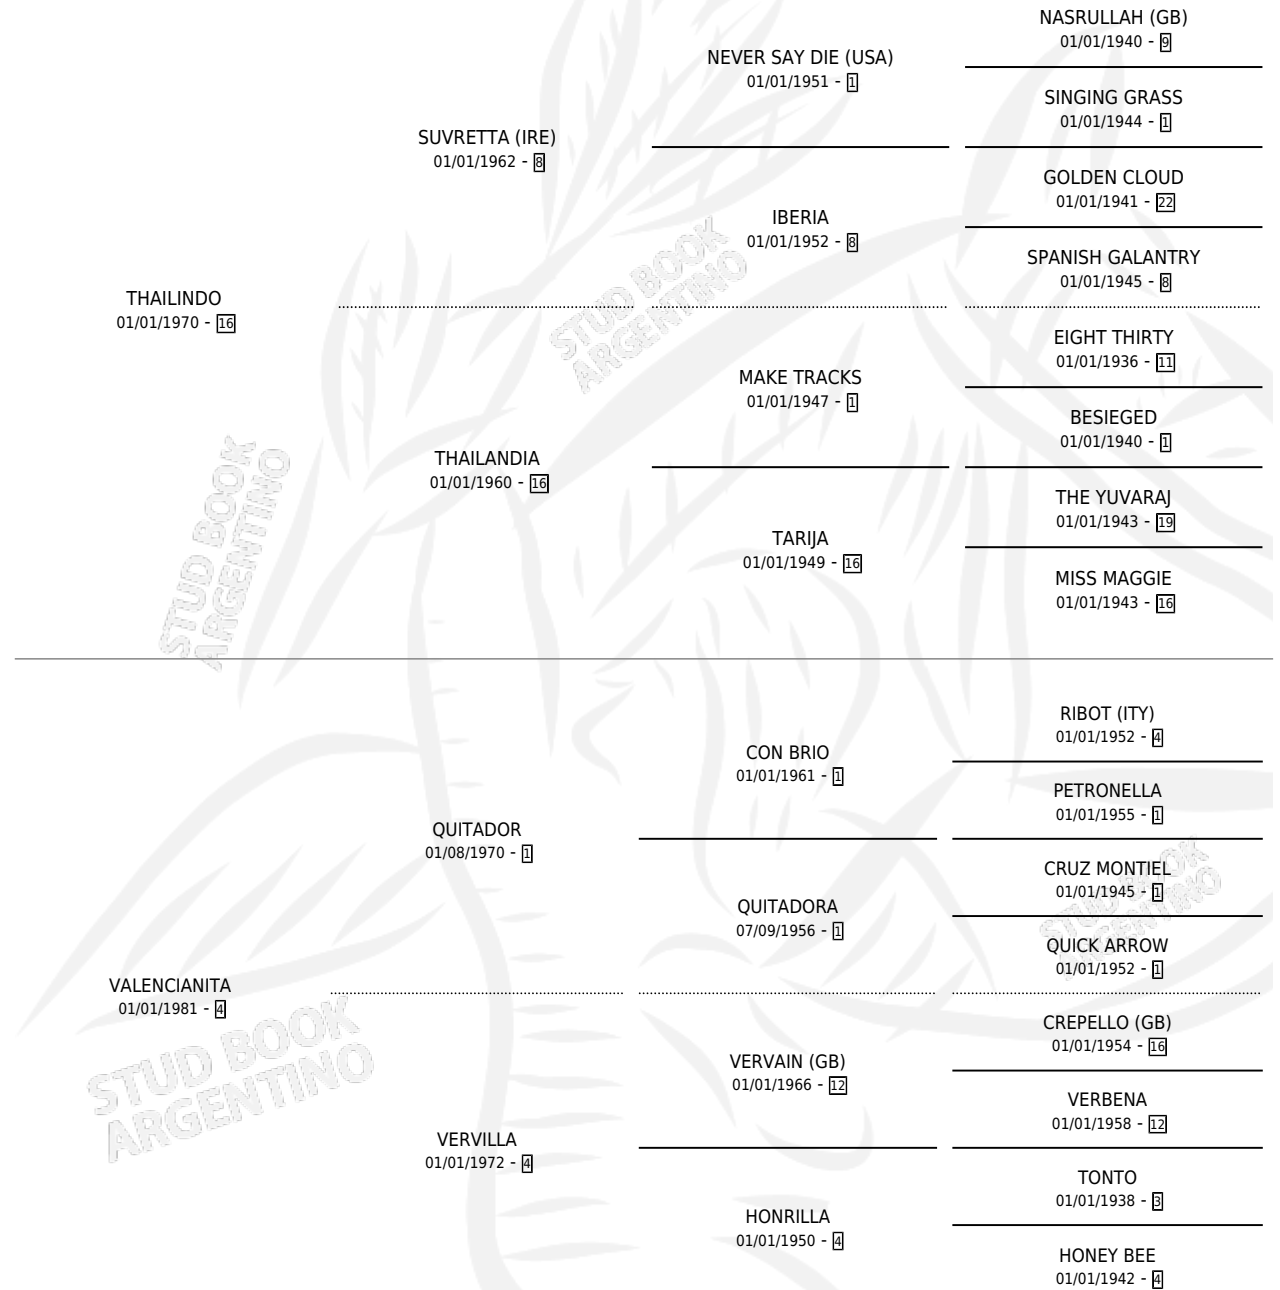 NASRULLAH (GB)
01/01/1940 - 9
NEVER SAY DIE (USA)
01/01/1951 - 1
SINGING GRASS
01/01/1944 - 1
SUVRETTA (IRE)
01/01/1962 - 8
GOLDEN CLOUD
01/01/1941 - 22
IBERIA
01/01/1952 - 8
SPANISH GALANTRY
01/01/1945 - 8
THAILINDO
01/01/1970 - 16
EIGHT THIRTY
01/01/1936 - 11
MAKE TRACKS
01/01/1947 - 1
BESIEGED
01/01/1940 - 1
THAILANDIA
01/01/1960 - 16
THE YUVARAJ
01/01/1943 - 19
TARIJA
01/01/1949 - 16
MISS MAGGIE
01/01/1943 - 16
RIBOT (ITY)
01/01/1952 - 4
CON BRIO
01/01/1961 - 1
PETRONELLA
01/01/1955 - 1
QUITADOR
01/08/1970 - 1
CRUZ MONTIEL
01/01/1945 - 1
QUITADORA
07/09/1956 - 1
QUICK ARROW
01/01/1952 - 1
VALENCIANITA
01/01/1981 - 4
CREPELLO (GB)
01/01/1954 - 16
VERVAIN (GB)
01/01/1966 - 12
VERBENA
01/01/1958 - 12
VERVILLA
01/01/1972 - 4
TONTO
01/01/1938 - 3
HONRILLA
01/01/1950 - 4
HONEY BEE
01/01/1942 - 4
STUD BOOK
ARGENTINO
STUD BOOK
ARGENTINO
STUD BOOK
ARGENTINO
STUD BOOK
ARGENTINO